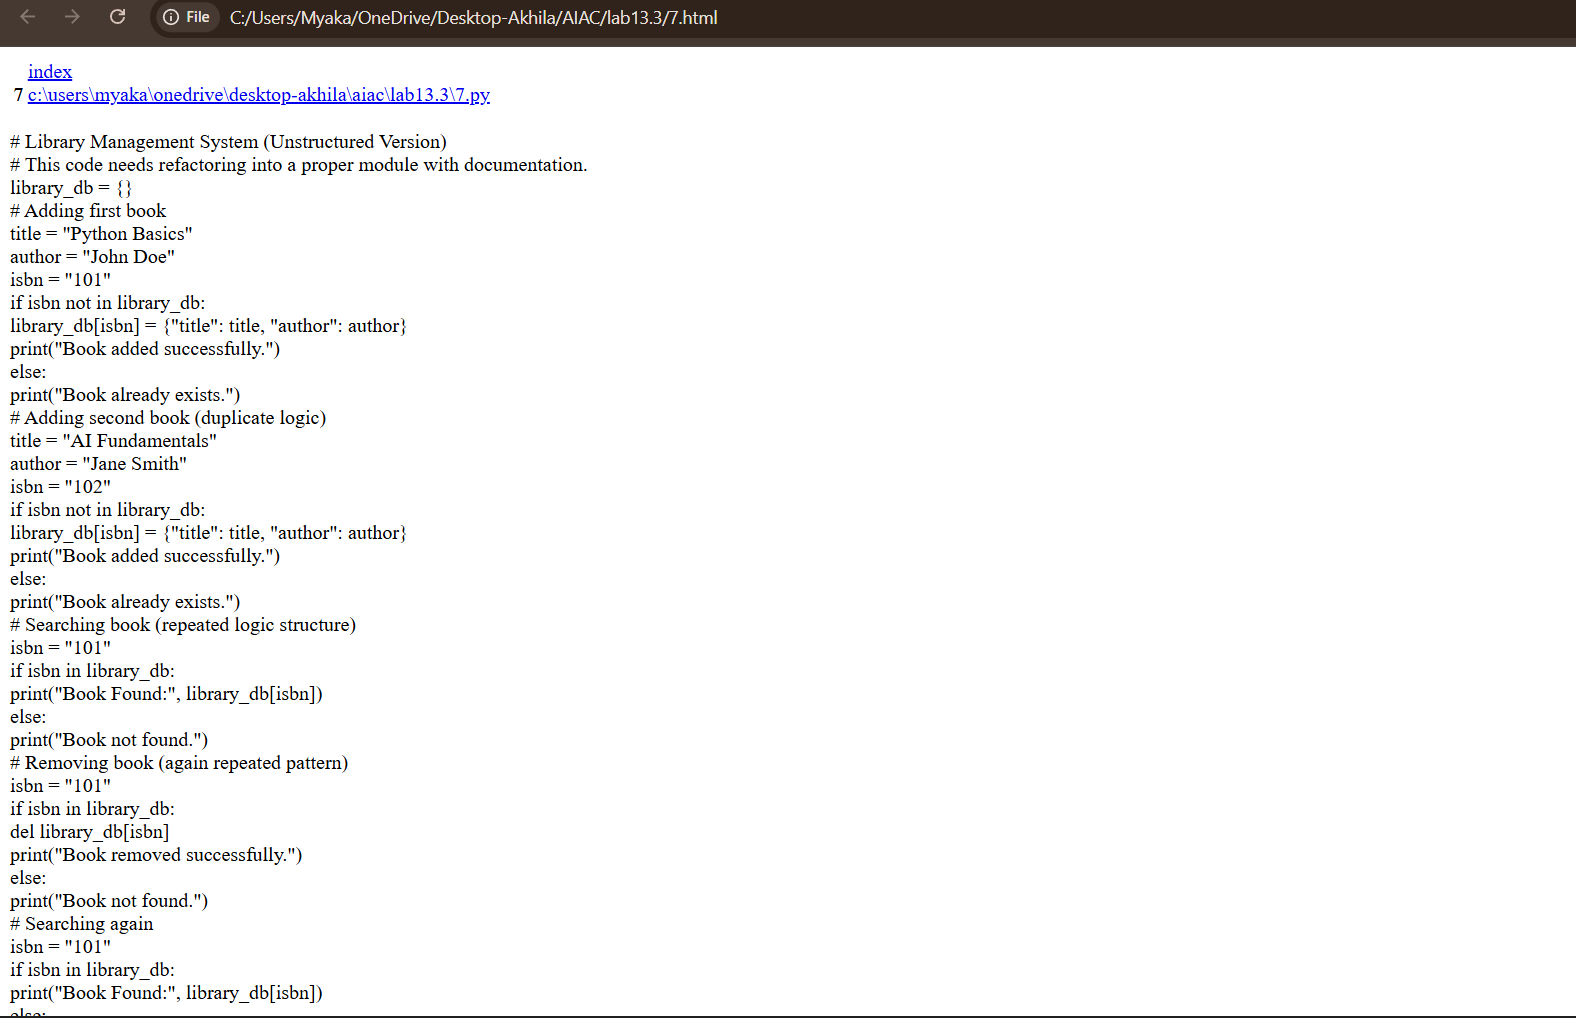 File C:/Users/Myaka/OneDrive/Desktop-Akhila/AIAC/lab13.3/7.html
index
7 c:\users\myaka\onedrive\desktop-akhila\aiac\lab13.3\7.py
# Library Management System (Unstructured Version)
# This code needs refactoring into a proper module with documentation.
library_db = {}
# Adding first book
title = "Python Basics"
author = "John Doe"
isbn = "101"
if isbn not in library_db:
library_db[isbn] = {"title": title, "author": author}
print("Book added successfully.")
else:
print("Book already exists.")
# Adding second book (duplicate logic)
title = "AI Fundamentals"
author = "Jane Smith"
isbn = "102"
if isbn not in library_db:
library_db[isbn] = {"title": title, "author": author}
print("Book added successfully.")
else:
print("Book already exists.")
# Searching book (repeated logic structure)
isbn = "101"
if isbn in library_db:
print("Book Found:", library_db[isbn])
else:
print("Book not found.")
# Removing book (again repeated pattern)
isbn = "101"
if isbn in library_db:
del library_db[isbn]
print("Book removed successfully.")
else:
print("Book not found.")
# Searching again
isbn = "101"
if isbn in library_db:
print("Book Found:", library_db[isbn])
else: